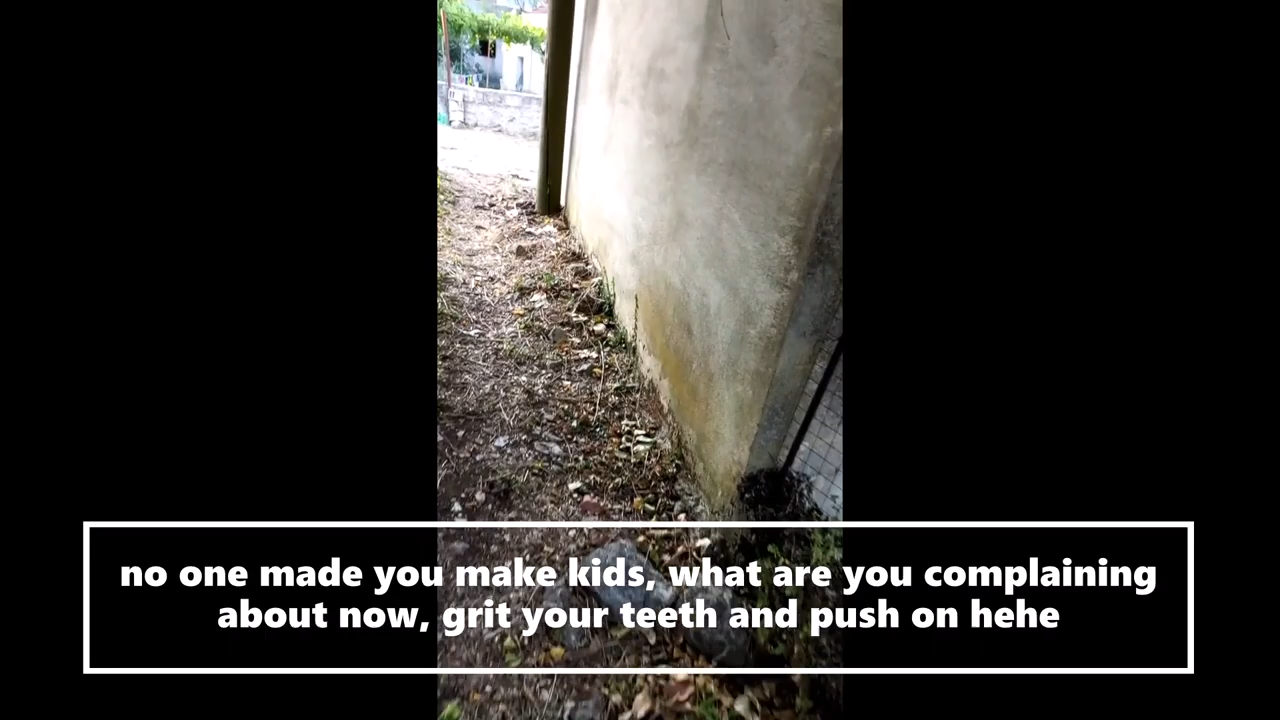 no one made you make kids, what are you complaining
about now, grit your teeth and push on hehe